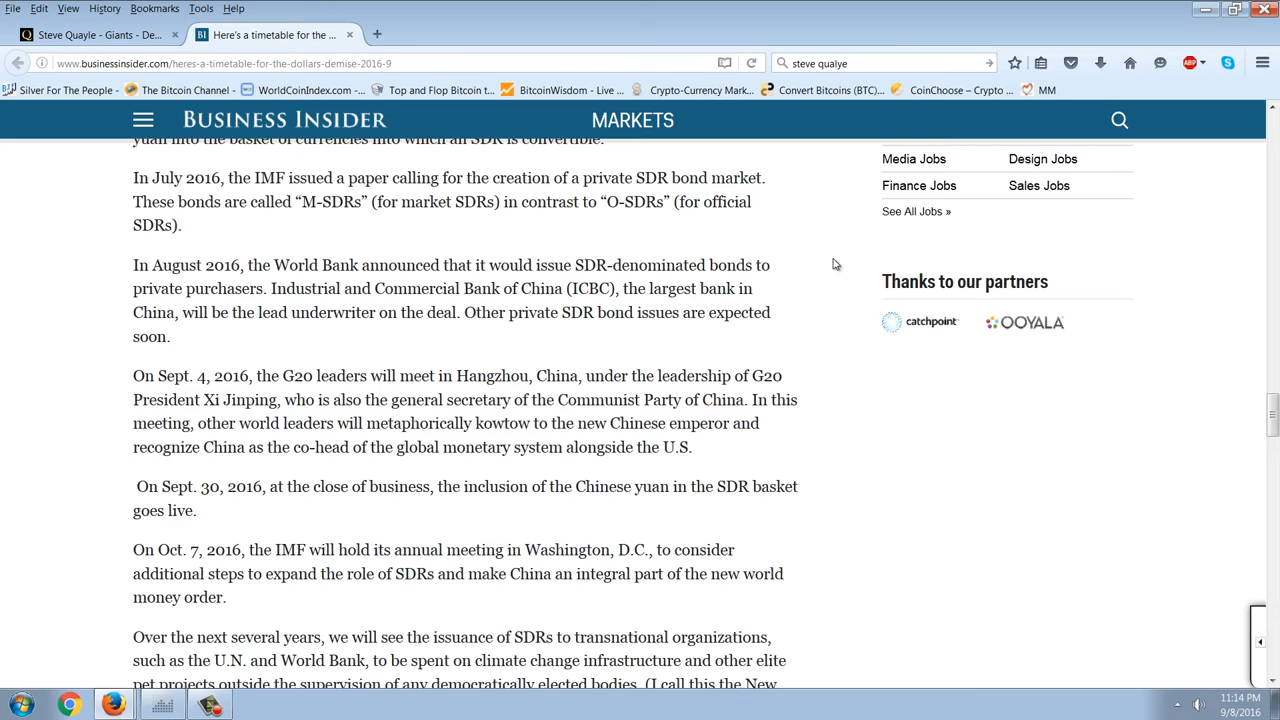 File Edit View History Bookmarks Tools Help
Steve Quayle - Giants - De... × Here's a timetable for the ... × +
www.businessinsider.com/heres-a-timetable-for-the-dollars-demise-2016-9
steve qualye
ABP
Silver For The People - The Bitcoin Channel - WorldCoinIndex.com -... Top and Flop Bitcoin t... BitcoinWisdom - Live ... Crypto-Currency Mark... Convert Bitcoins (BTC)... CoinChoose – Crypto ... MM
BUSINESS INSIDER MARKETS
yuan into the basket of currencies into which an SDR is convertible.
In July 2016, the IMF issued a paper calling for the creation of a private SDR bond market.
These bonds are called “M-SDRs” (for market SDRs) in contrast to “O-SDRs” (for official
SDRs).
In August 2016, the World Bank announced that it would issue SDR-denominated bonds to
private purchasers. Industrial and Commercial Bank of China (ICBC), the largest bank in
China, will be the lead underwriter on the deal. Other private SDR bond issues are expected
soon.
On Sept. 4, 2016, the G20 leaders will meet in Hangzhou, China, under the leadership of G20
President Xi Jinping, who is also the general secretary of the Communist Party of China. In this
meeting, other world leaders will metaphorically kowtow to the new Chinese emperor and
recognize China as the co-head of the global monetary system alongside the U.S.
On Sept. 30, 2016, at the close of business, the inclusion of the Chinese yuan in the SDR basket
goes live.
On Oct. 7, 2016, the IMF will hold its annual meeting in Washington, D.C., to consider
additional steps to expand the role of SDRs and make China an integral part of the new world
money order.
Over the next several years, we will see the issuance of SDRs to transnational organizations,
such as the U.N. and World Bank, to be spent on climate change infrastructure and other elite
pet projects outside the supervision of any democratically elected bodies. (I call this the New
Media Jobs Design Jobs
Finance Jobs Sales Jobs
See All Jobs »
Thanks to our partners
catchpoint OOYALA
11:14 PM
9/8/2016